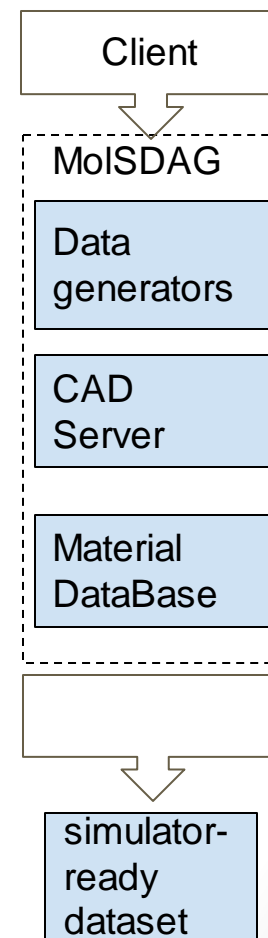 Client
MolSDAG
Data
generators
CAD
Server
Material
DataBase
simulator-
ready
dataset